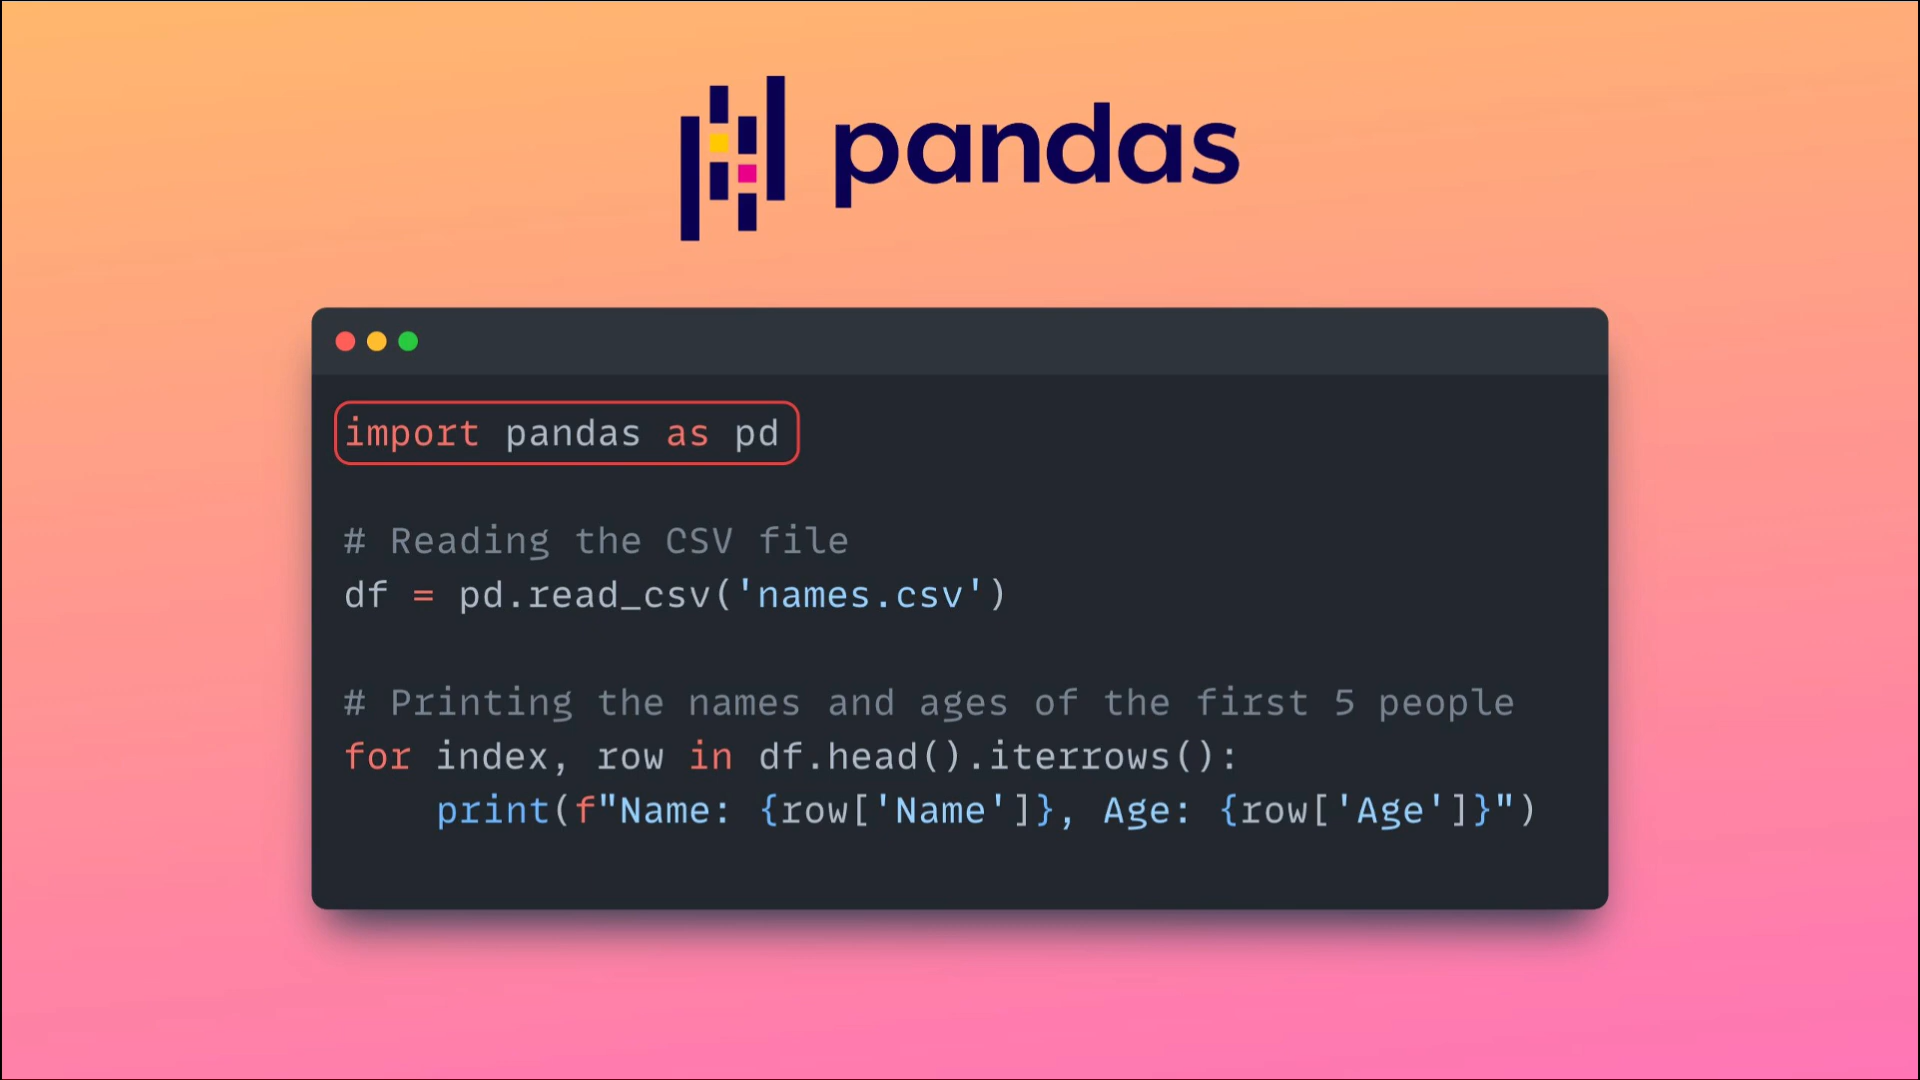 pandas
import pandas as pd
# Reading the CSV file
df = pd.read_csv('names.csv')
# Printing the names and ages of the first 5 people
for index, row in df.head().iterrows():
    print(f"Name: {row['Name']}, Age: {row['Age']}")